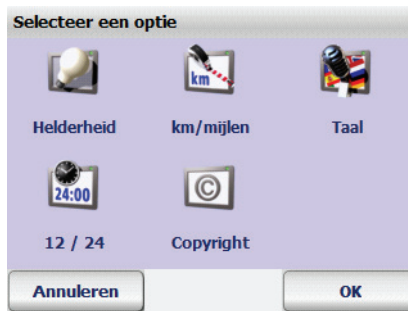 Selecteer een optie
km
Helderheid km/mijlen Taal
24:00
©
12 / 24 Copyright
Annuleren OK